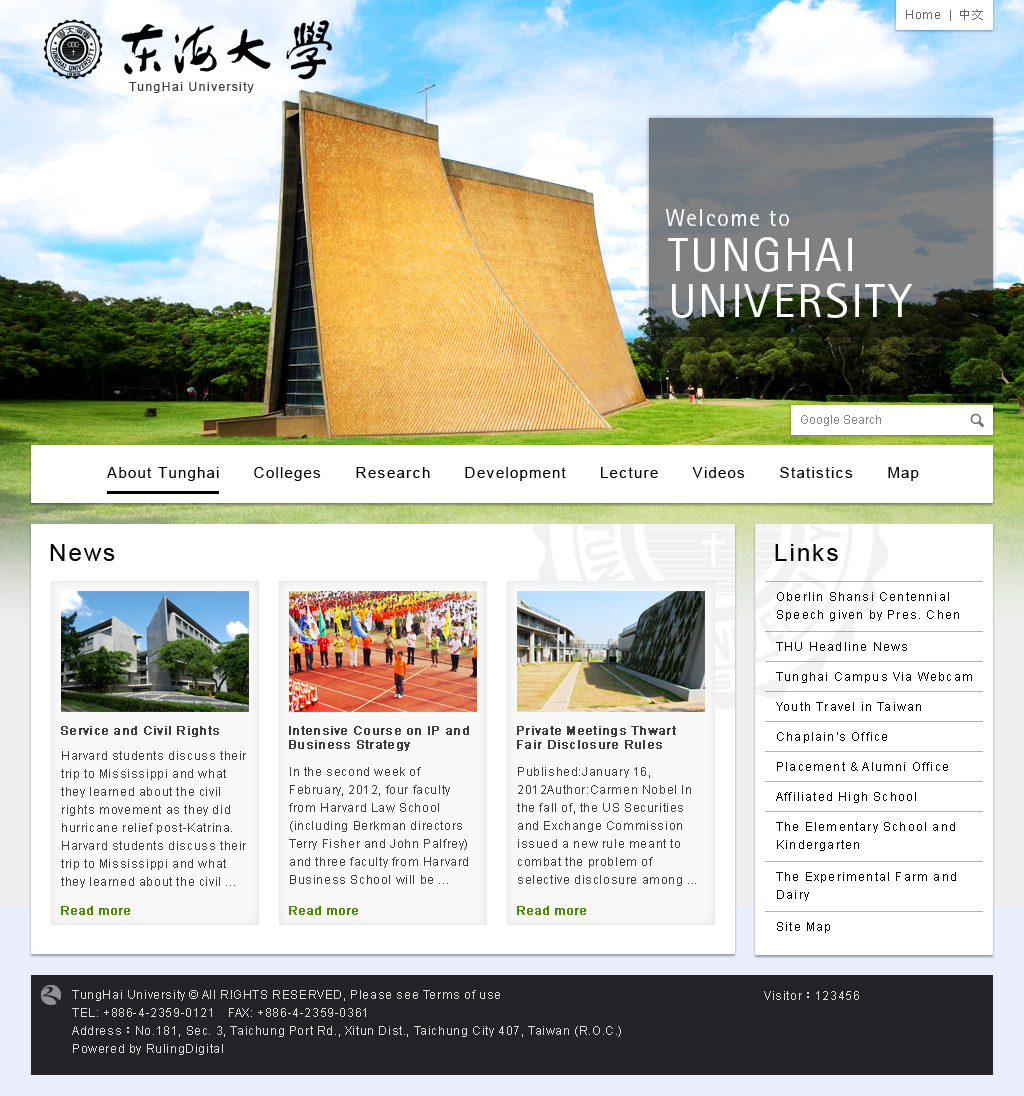 Home | 中文
东海大學
TungHai University
Welcome to
TUNGHAI
UNIVERSITY
Google Search
About Tunghai Colleges Research Development Lecture Videos Statistics Map
News
Service and Civil Rights
Harvard students discuss their
trip to Mississippi and what
they learned about the civil
rights movement as they did
hurricane relief post-Katrina.
Harvard students discuss their
trip to Mississippi and what
they learned about the civil ...
Read more
Intensive Course on IP and
Business Strategy
In the second week of
February, 2012, four faculty
from Harvard Law School
(including Berkman directors
Terry Fisher and John Palfrey)
and three faculty from Harvard
Business School will be ...
Read more
Private Meetings Thwart
Fair Disclosure Rules
Published:January 16,
2012Author:Carmen Nobel In
the fall of, the US Securities
and Exchange Commission
issued a new rule meant to
combat the problem of
selective disclosure among ...
Read more
Links
Oberlin Shansi Centennial
Speech given by Pres. Chen
THU Headline News
Tunghai Campus Via Webcam
Youth Travel in Taiwan
Chaplain's Office
Placement & Alumni Office
Affiliated High School
The Elementary School and
Kindergarten
The Experimental Farm and
Dairy
Site Map
TungHai University © All RIGHTS RESERVED, Please see Terms of use
TEL: +886-4-2359-0121 FAX: +886-4-2359-0361
Address：No.181, Sec. 3, Taichung Port Rd., Xitun Dist., Taichung City 407, Taiwan (R.O.C.)
Powered by RulingDigital
Visitor：123456